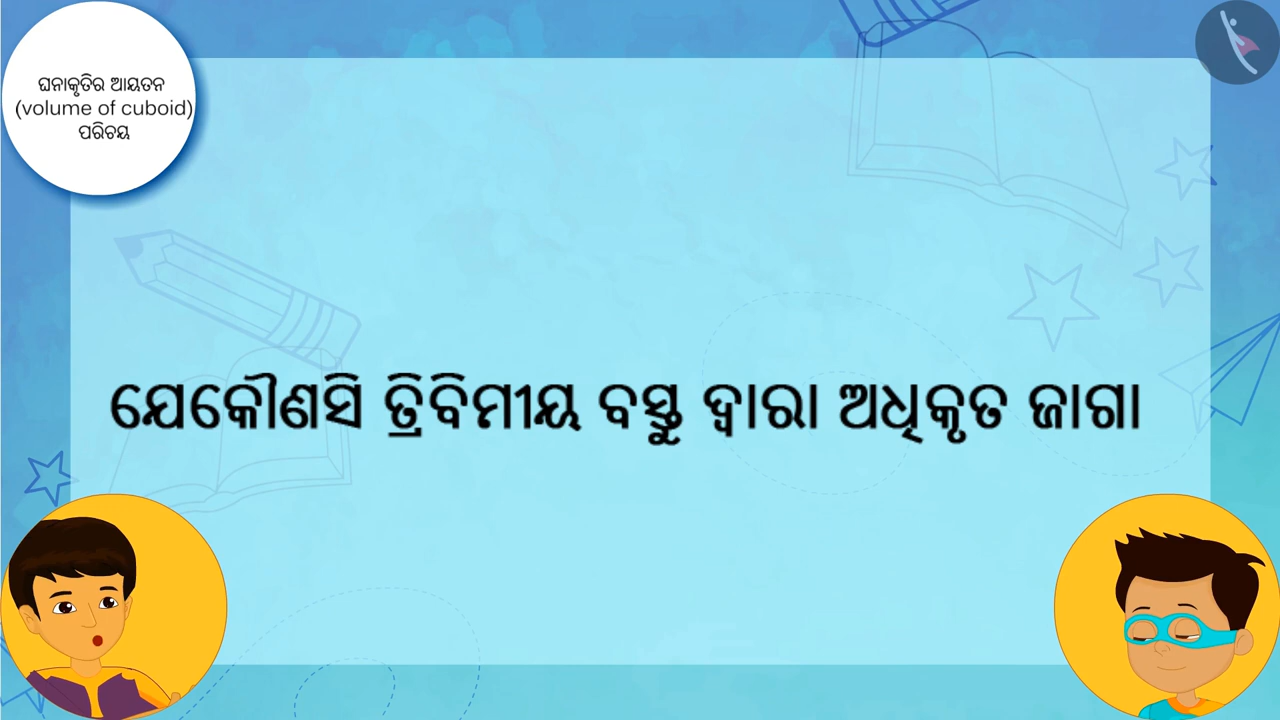 ଘନାକୃତିର ଆୟତନ
(volume of cuboid)
ପରିଚୟ
ଯେକୌଣସି ତ୍ରିବିମୀୟ ବସ୍ତୁ ଦ୍ୱାରା ଅଧିକୃତ ଜାଗା